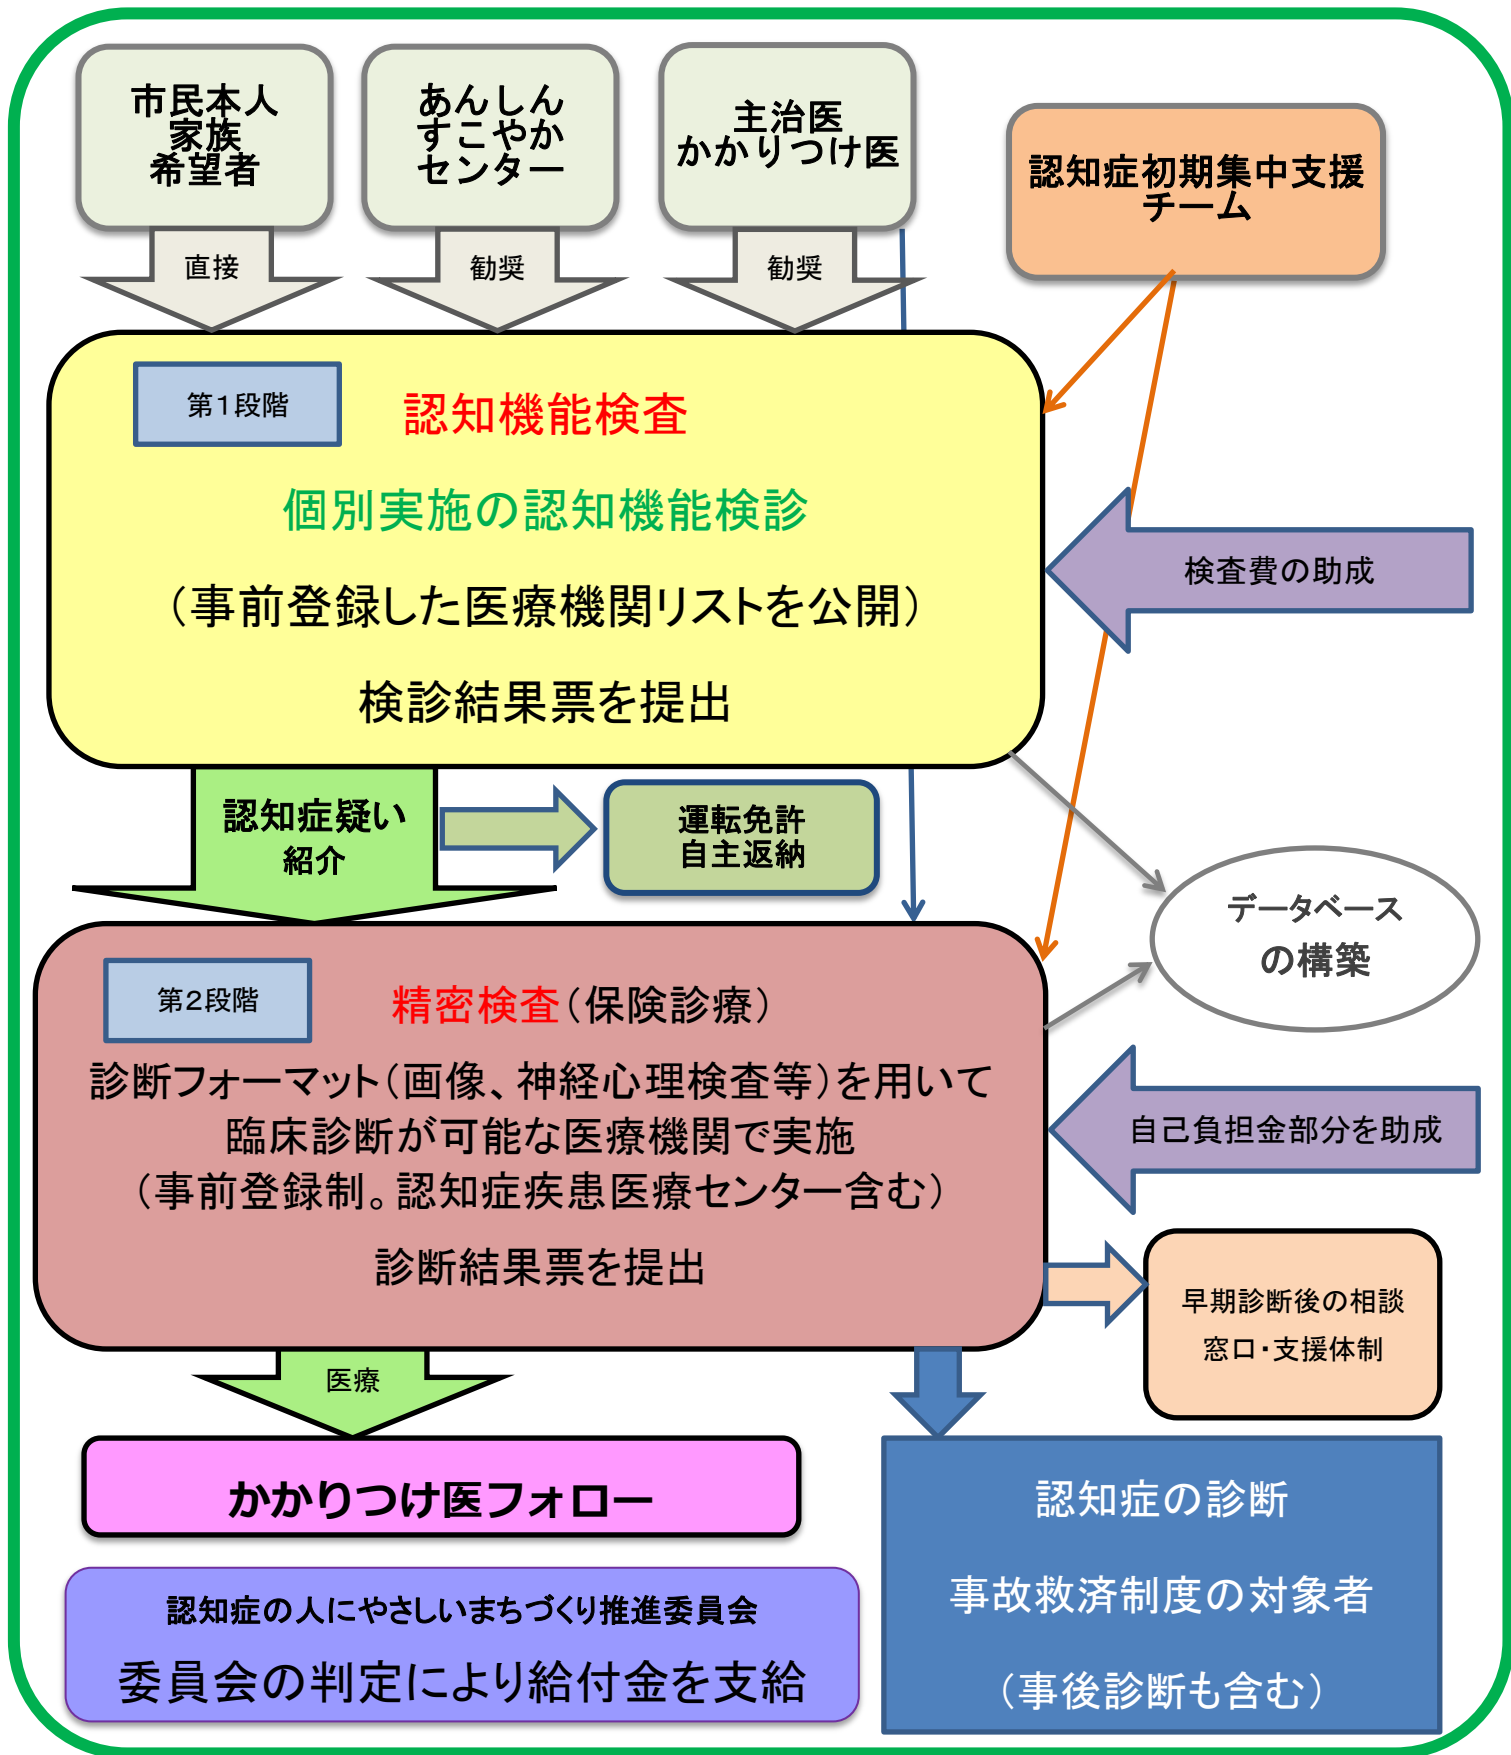 市民本人
家族
希望者
あんしん
すこやか
センター
主治医
かかりつけ医
認知症初期集中支援
チーム
直接
勧奨
勧奨
第1段階
認知機能検査
個別実施の認知機能検診
（事前登録した医療機関リストを公開）
検診結果票を提出
検査費の助成
認知症疑い
紹介
運転免許
自主返納
データベース
の構築
第2段階
精密検査（保険診療）
診断フォーマット（画像、神経心理検査等）を用いて
臨床診断が可能な医療機関で実施
（事前登録制。認知症疾患医療センター含む）
診断結果票を提出
自己負担金部分を助成
早期診断後の相談
窓口・支援体制
医療
かかりつけ医フォロー
認知症の診断
事故救済制度の対象者
（事後診断も含む）
認知症の人にやさしいまちづくり推進委員会
委員会の判定により給付金を支給